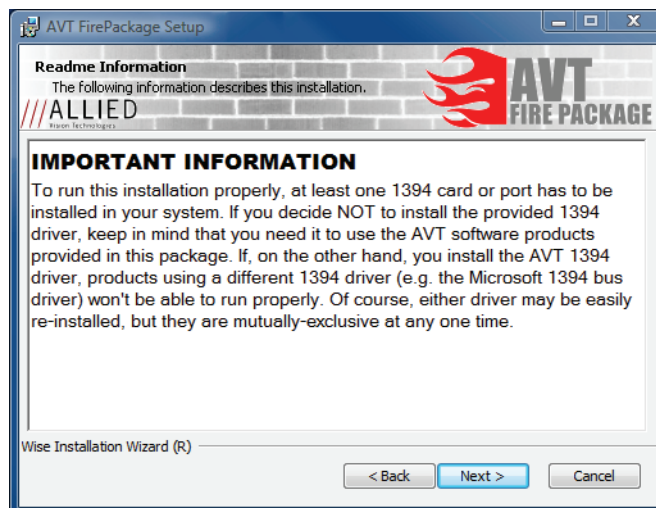 AVT FirePackage Setup
Readme Information
The following information describes this installation.
///ALLIED
Vision Technologies
AVT
FIRE PACKAGE
IMPORTANT INFORMATION
To run this installation properly, at least one 1394 card or port has to be
installed in your system. If you decide NOT to install the provided 1394
driver, keep in mind that you need it to use the AVT software products
provided in this package. If, on the other hand, you install the AVT 1394
driver, products using a different 1394 driver (e.g. the Microsoft 1394 bus
driver) won't be able to run properly. Of course, either driver may be easily
re-installed, but they are mutually-exclusive at any one time.
Wise Installation Wizard (R)
< Back
Next >
Cancel